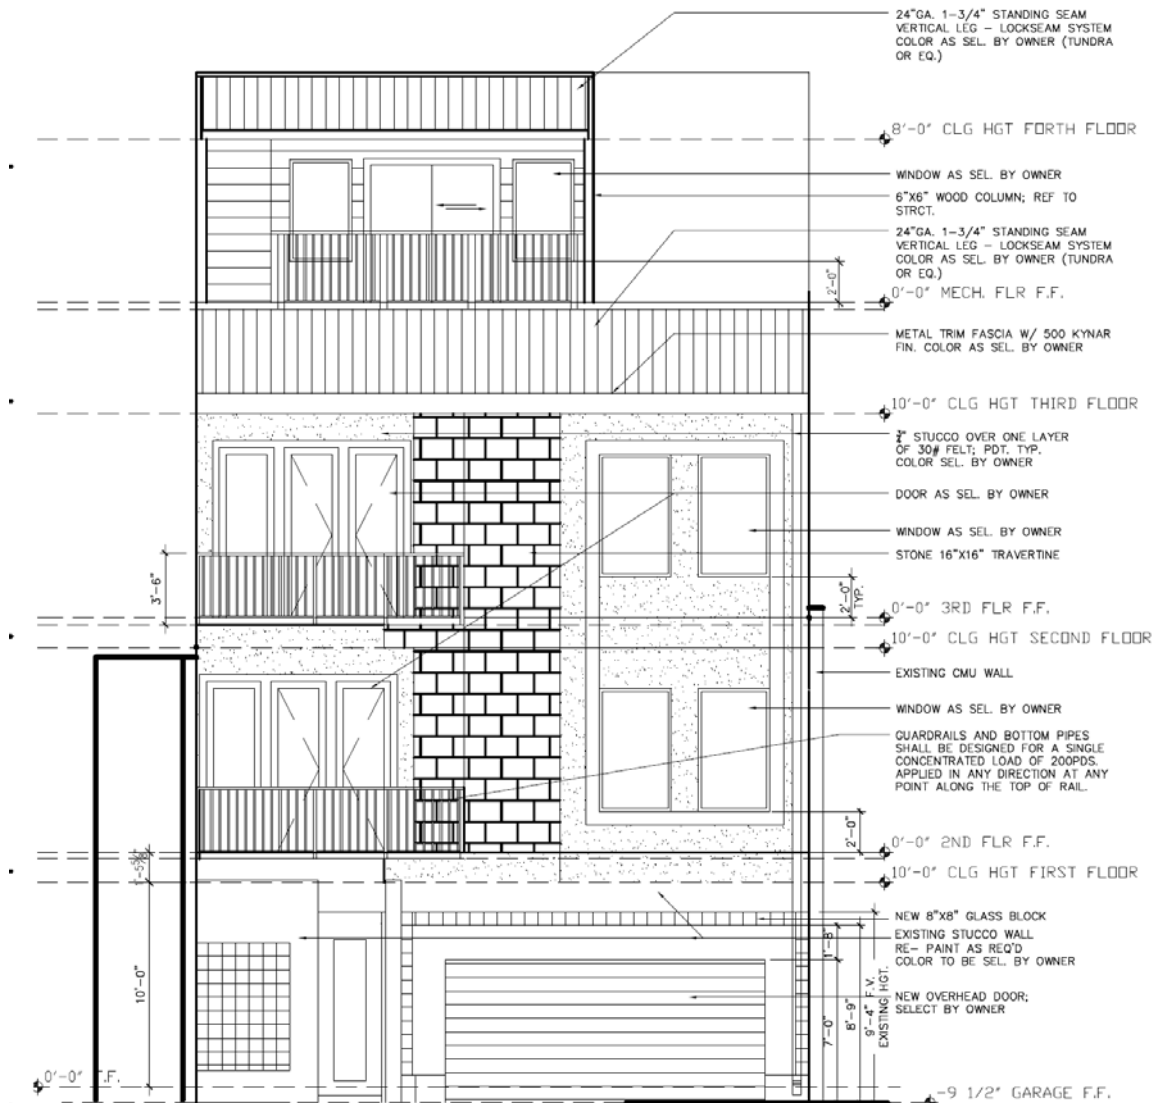 24"GA. 1-3/4" STANDING SEAM
VERTICAL LEG - LOCKSEAM SYSTEM
COLOR AS SEL. BY OWNER (TUNDRA
OR EQ.)
8'-0" CLG HGT FORTH FLOOR
WINDOW AS SEL. BY OWNER
6"X6" WOOD COLUMN; REF TO
STRCT.
24"GA. 1-3/4" STANDING SEAM
VERTICAL LEG - LOCKSEAM SYSTEM
COLOR AS SEL. BY OWNER (TUNDRA
OR EQ.)
2'-0"
0'-0" MECH. FLR F.F.
METAL TRIM FASCIA W/ 500 KYNAR
FIN. COLOR AS SEL. BY OWNER
10'-0" CLG HGT THIRD FLOOR
STUCCO OVER ONE LAYER
OF 30# FELT; PDT. TYP.
COLOR SEL. BY OWNER
DOOR AS SEL. BY OWNER
WINDOW AS SEL. BY OWNER
STONE 16"X16" TRAVERTINE
3'-6"
2'-0"
TYP.
0'-0" 3RD FLR F.F.
10'-0" CLG HGT SECOND FLOOR
EXISTING CMU WALL
WINDOW AS SEL. BY OWNER
GUARDRAILS AND BOTTOM PIPES
SHALL BE DESIGNED FOR A SINGLE
CONCENTRATED LOAD OF 200PDS.
APPLIED IN ANY DIRECTION AT ANY
POINT ALONG THE TOP OF RAIL.
2'-0"
0'-0" 2ND FLR F.F.
10'-0" CLG HGT FIRST FLOOR
NEW 8"X8" GLASS BLOCK
EXISTING STUCCO WALL
RE- PAINT AS REQ'D
COLOR TO BE SEL. BY OWNER
1'-8"
10'-0"
NEW OVERHEAD DOOR;
SELECT BY OWNER
7'-0"
8'-9"
9'-4" F.V.
EXISTING HGT.
0'-0" F.F.
-9 1/2" GARAGE F.F.